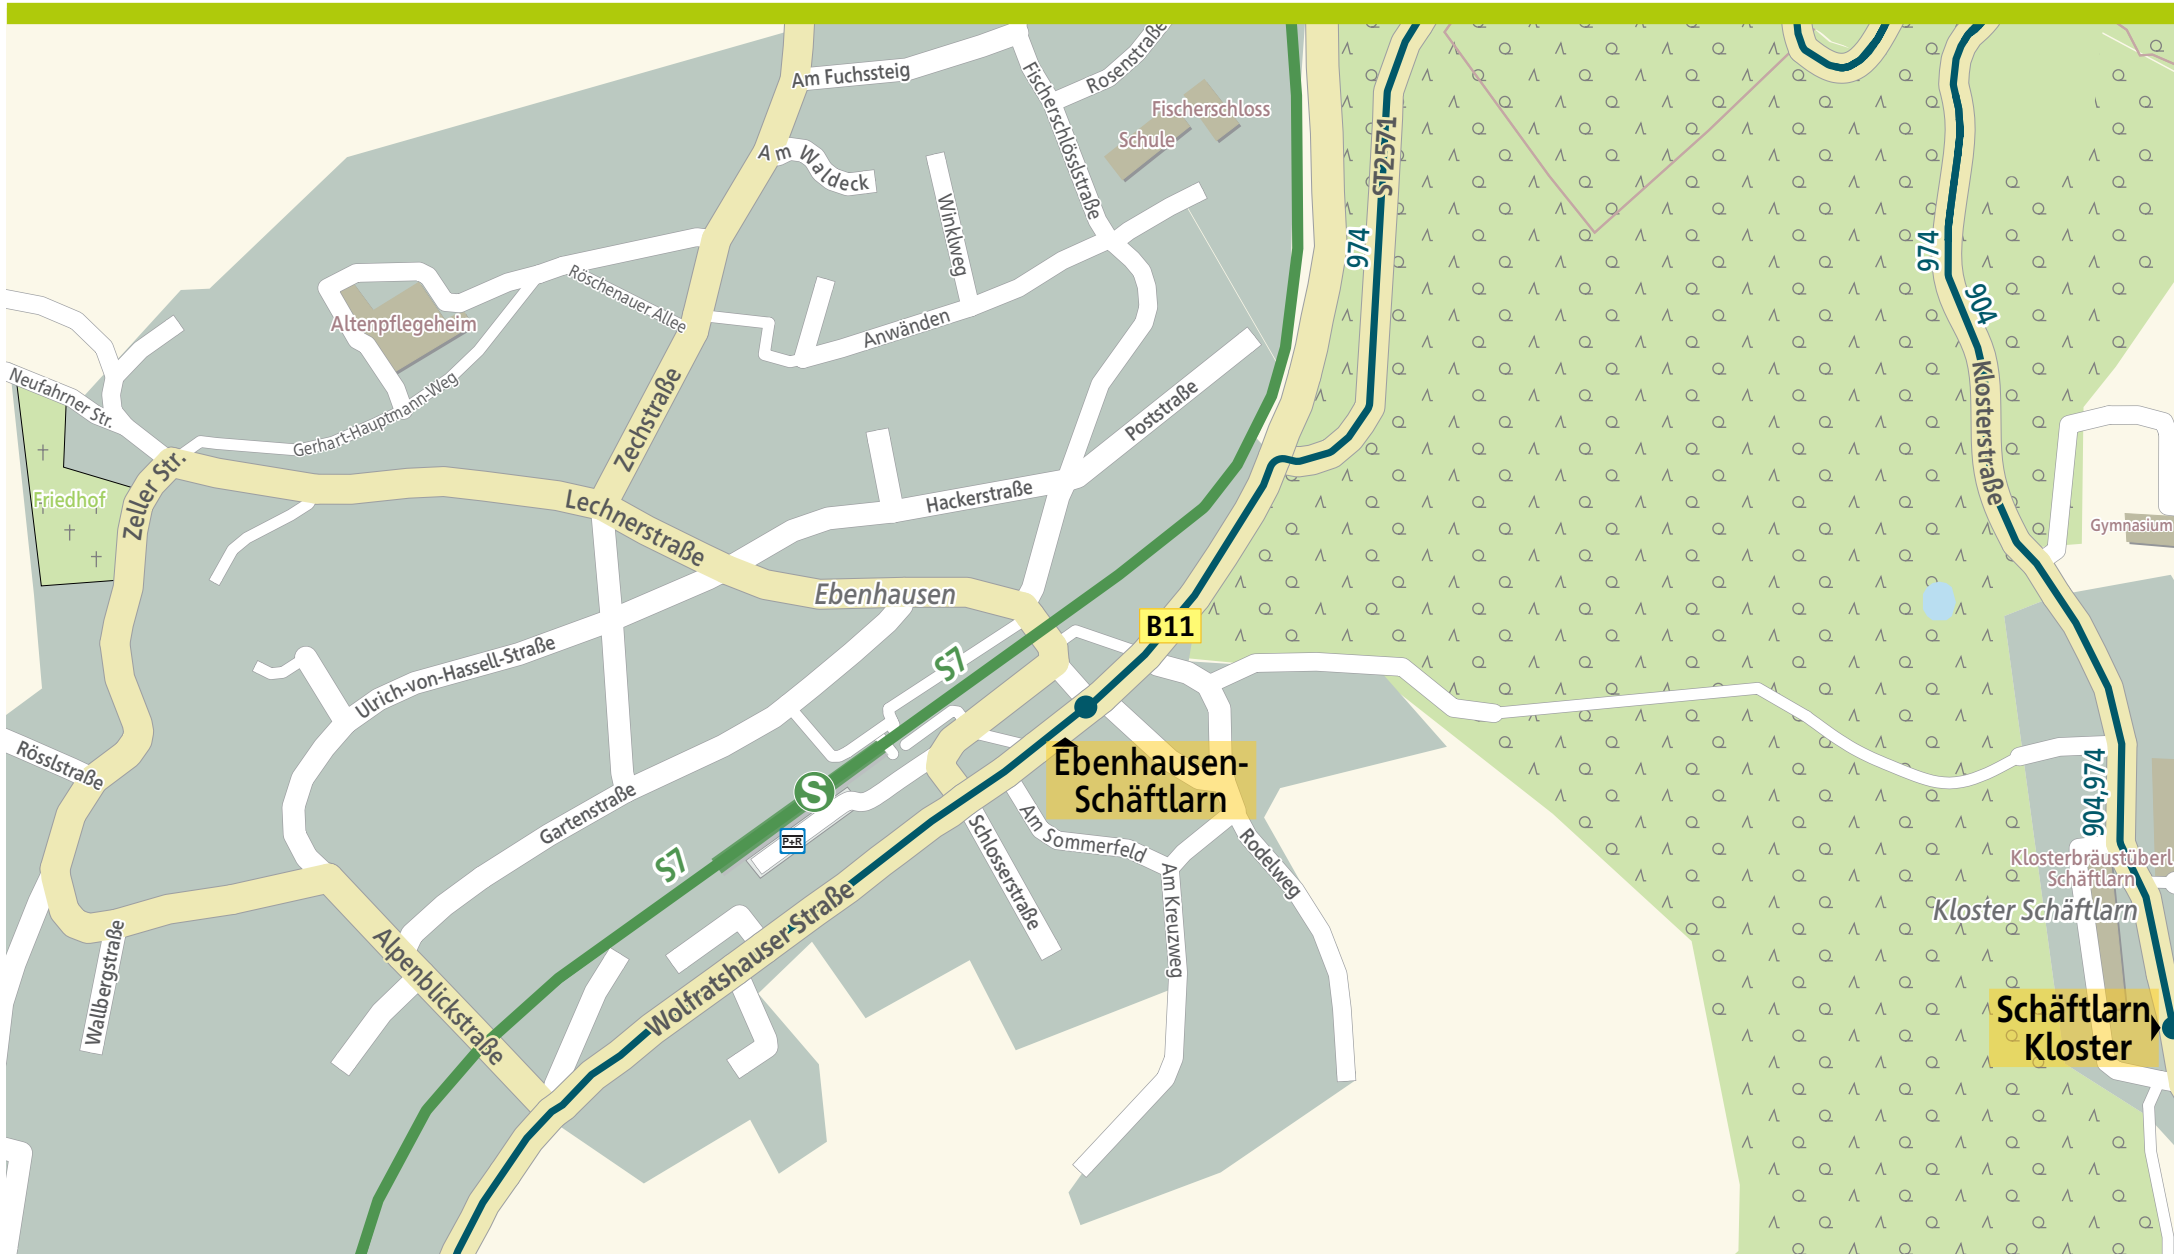 Am Fuchssteig
Rosenstraße
Fischerschlösslstraße
Fischerschloss
Schule
Am Waldeck
Winklweg
ST2571
974
974
904
Röschenauer Allee
Altenpflegeheim
Anwänden
Neufahrner Str.
Gerhart-Hauptmann-Weg
Zechstraße
Poststraße
Klosterstraße
Zeller Str.
Friedhof
Lechnerstraße
Hackerstraße
Gymnasium
Ebenhausen
B11
Ulrich-von-Hassell-Straße
S7
Rösslstraße
Ebenhausen-
Schäftlarn
S
P+R
Gartenstraße
S7
Schlosserstraße
Am Sommerfeld
Rodelweg
904,974
Am Kreuzweg
Klosterbräustüberl
Schäftlarn
Kloster Schäftlarn
Wolfratshauser Straße
Alpenblickstraße
Wallbergstraße
Schäftlarn,
Kloster